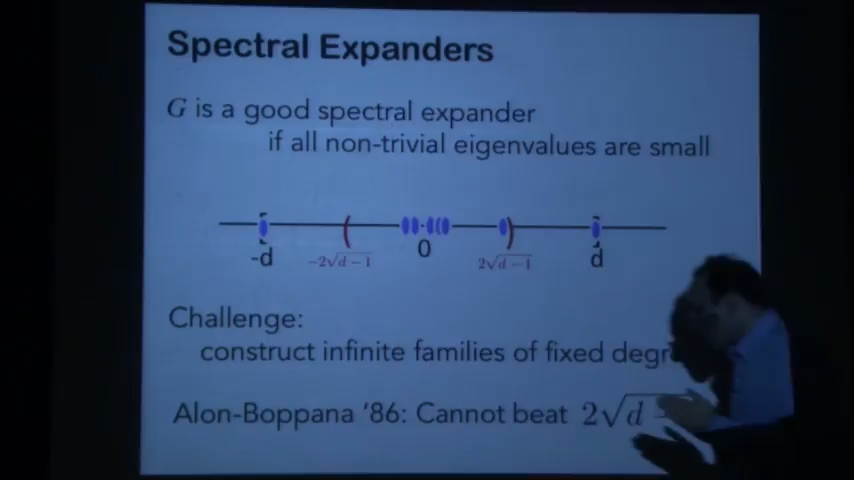 Spectral Expanders
G is a good spectral expander
if all non-trivial eigenvalues are small
-d -2√d-1 0 2√d-1 d
Challenge:
construct infinite families of fixed
Alon-Boppana '86: Cannot beat 2√d